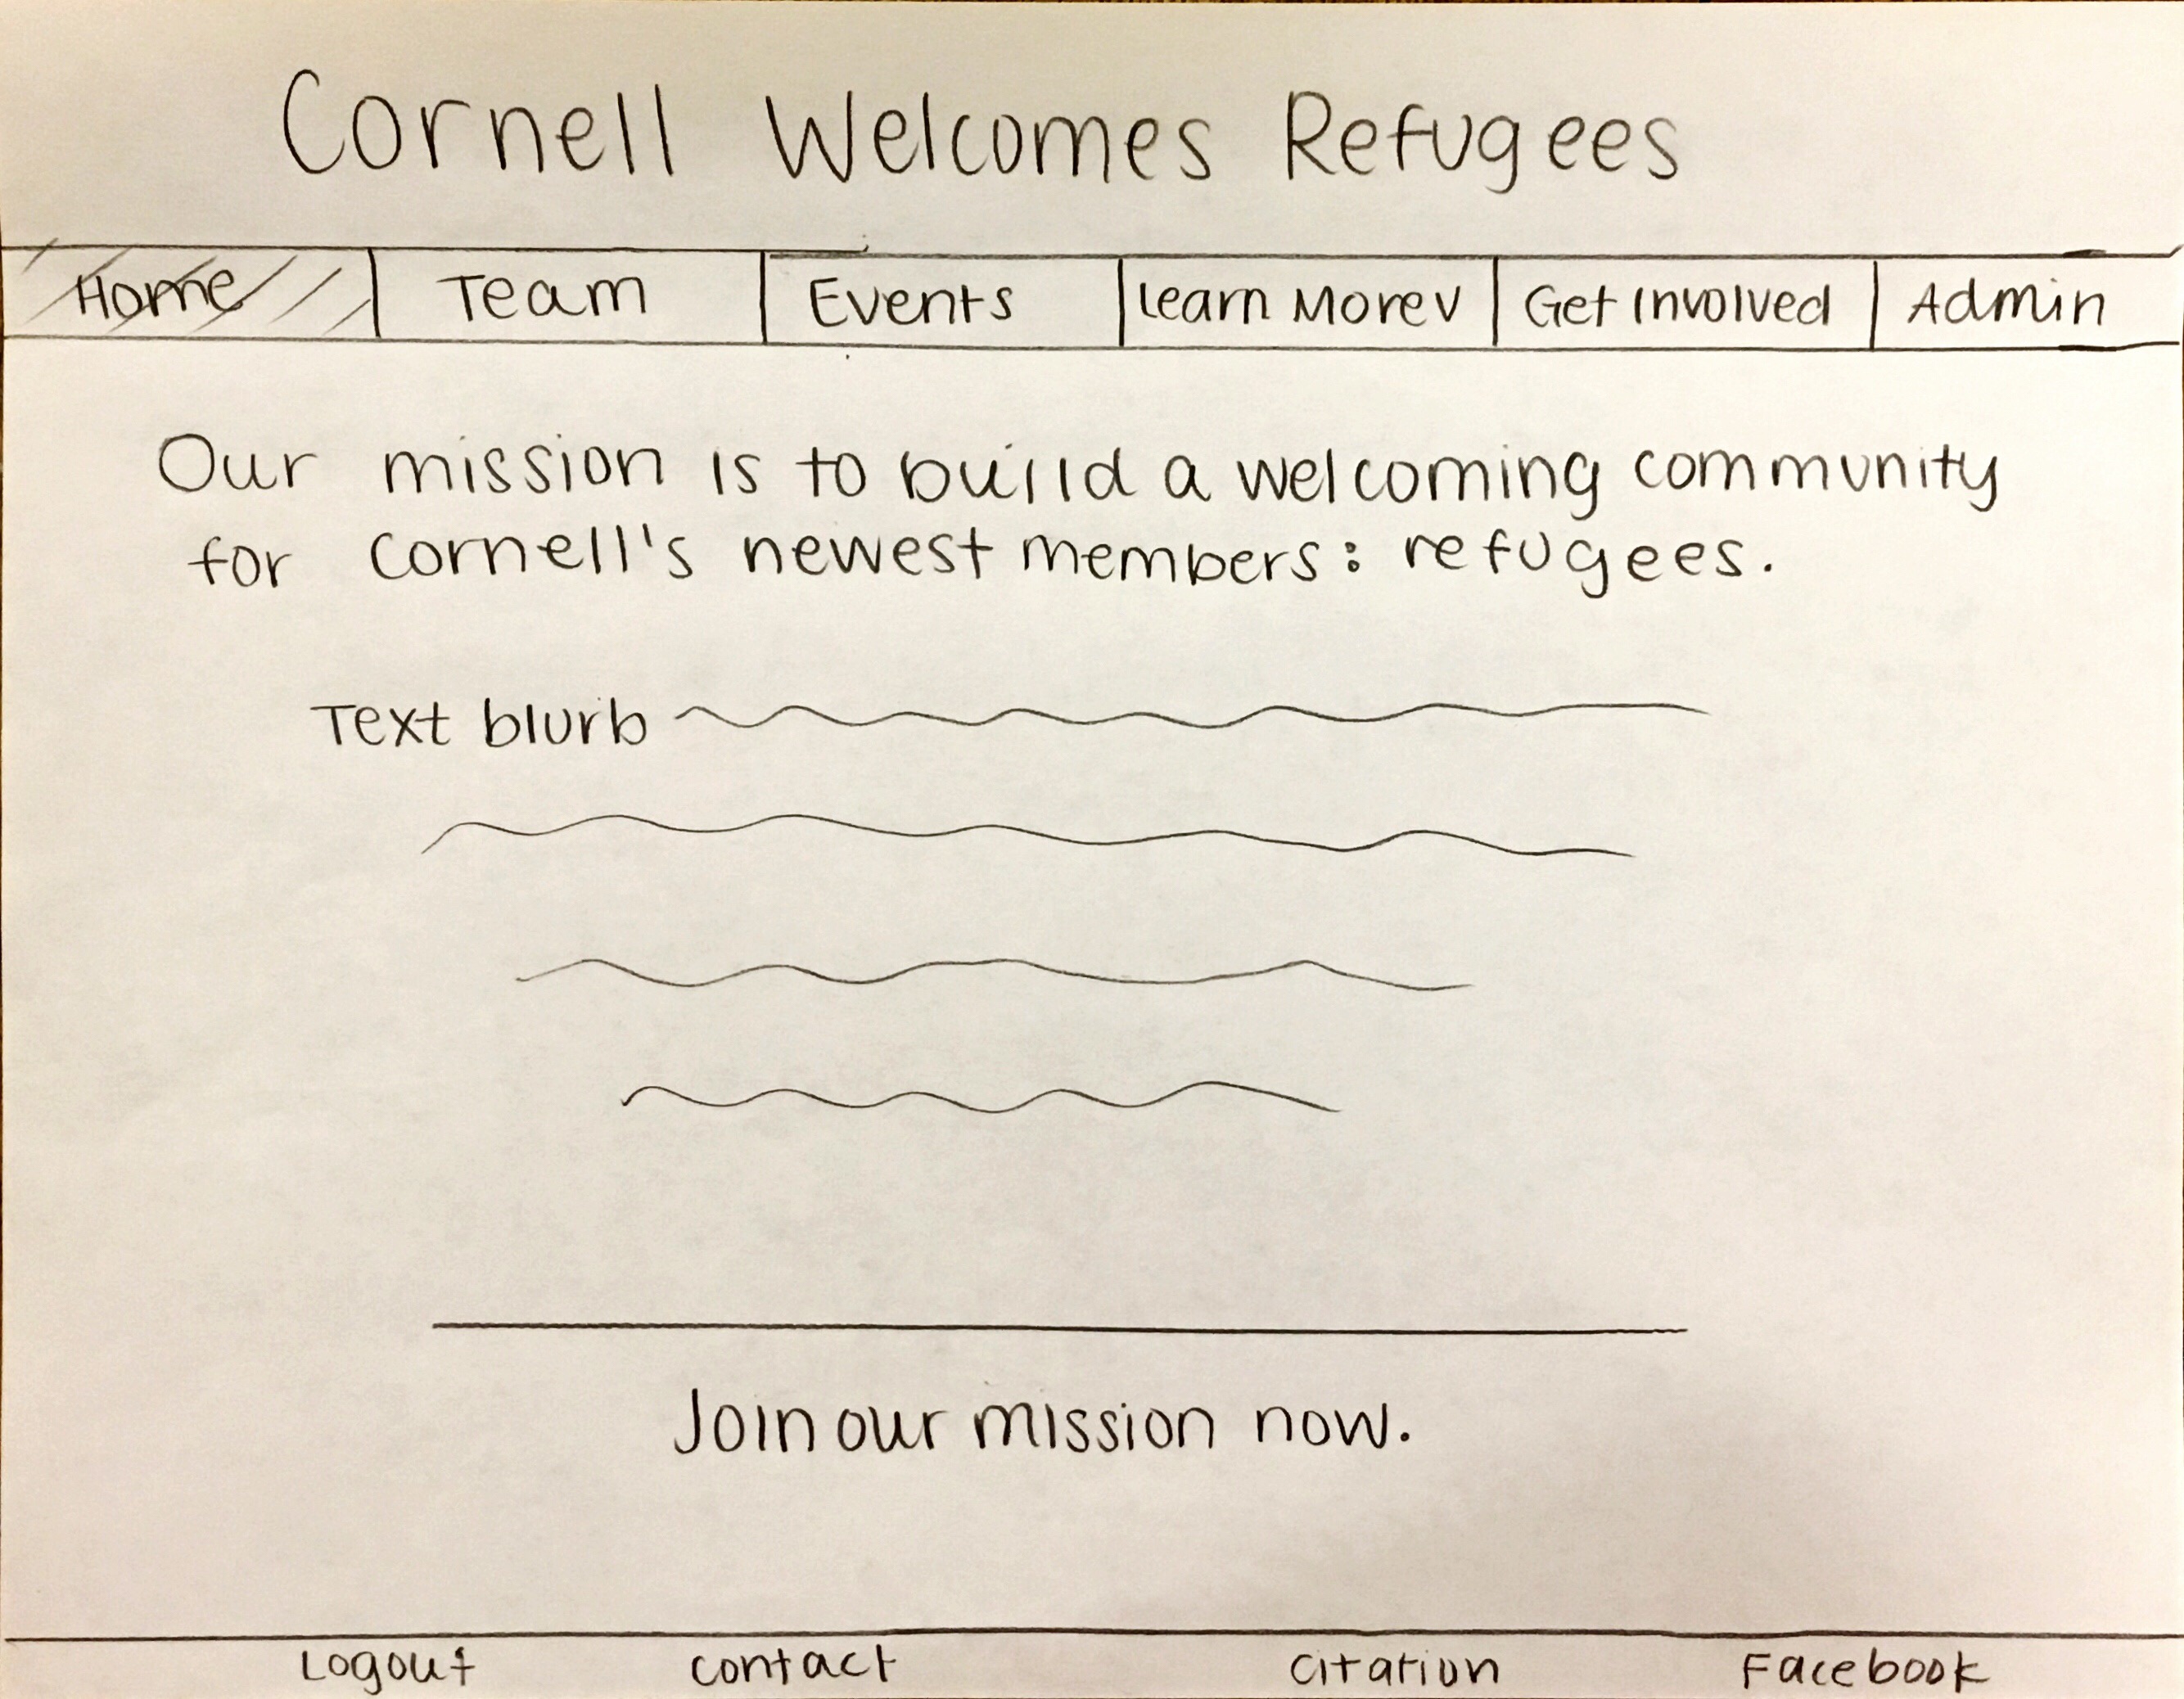 Cornell Welcomes Refugees
Home Team Events Learn More v Get Involved Admin
Our mission is to build a welcoming community
for Cornell's newest members: refugees.
Text blurb
Join our mission now.
Logout Contact Citation Facebook